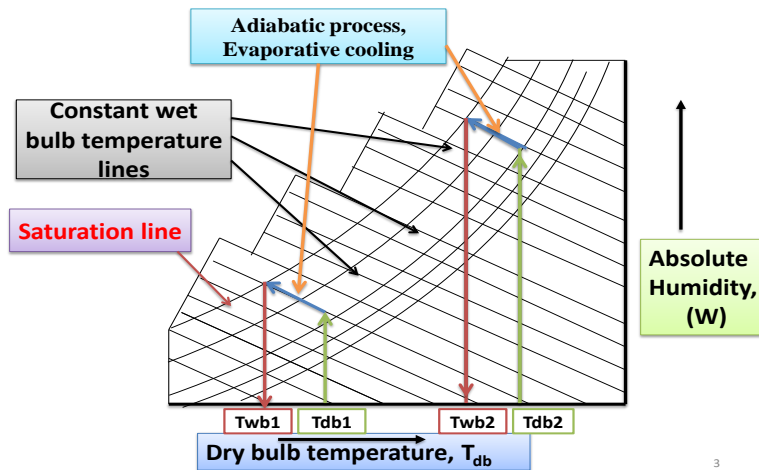 Adiabatic process,
Evaporative cooling
Constant wet
bulb temperature
lines
Saturation line
Absolute
Humidity,
(W)
Twb1
Tdb1
Twb2
Tdb2
Dry bulb temperature, Tdb
3